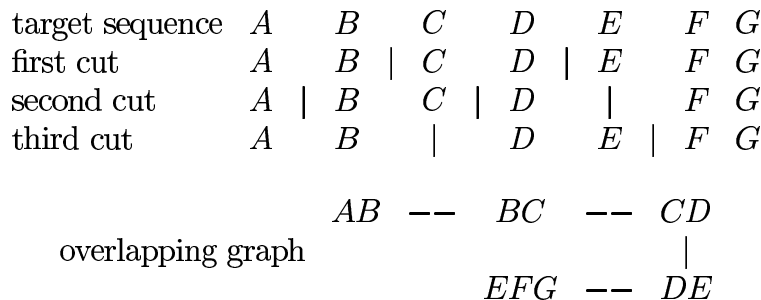 target sequence A B C D E F G
first cut A B | C D | E F G
second cut A | B C | D | F G
third cut A B | D E | F G
AB −− BC −− CD
overlapping graph |
EFG −− DE